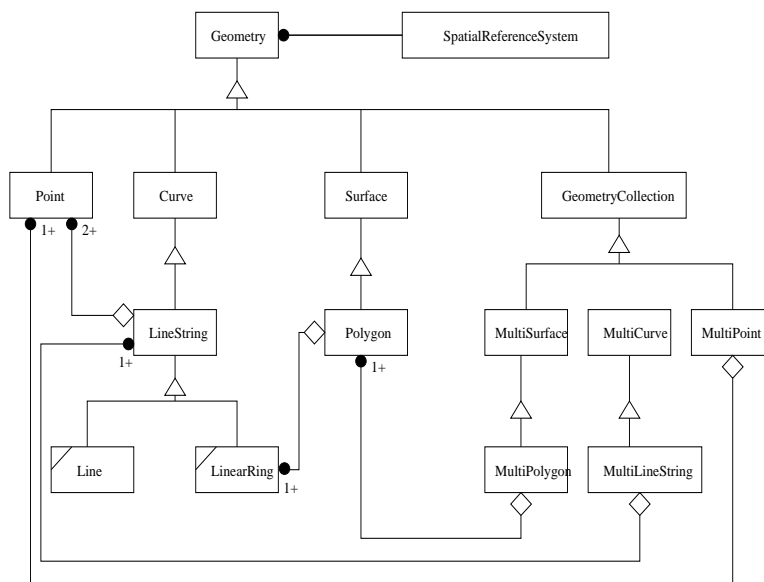 Geometry
SpatialReferenceSystem
Point
Curve
Surface
GeometryCollection
1+
2+
LineString
Polygon
MultiSurface
MultiCurve
MultiPoint
1+
1+
Line
LinearRing
MultiPolygon
MultiLineString
1+